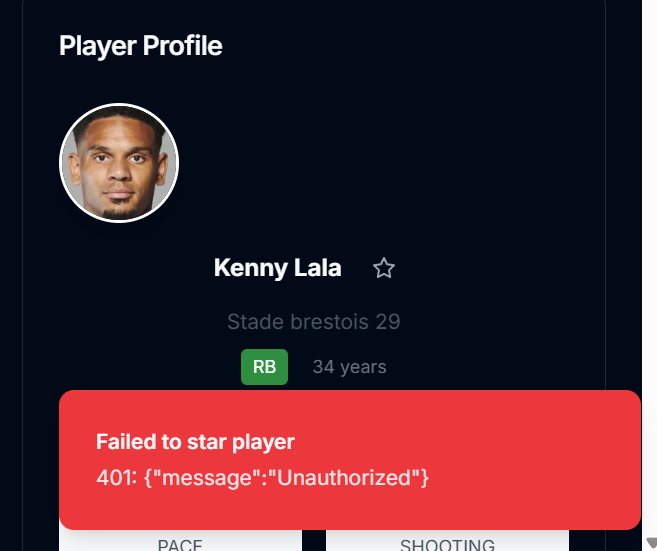 Player Profile
Kenny Lala
Stade brestois 29
RB 34 years
Failed to star player
401: {"message":"Unauthorized"}
PACE SHOOTING